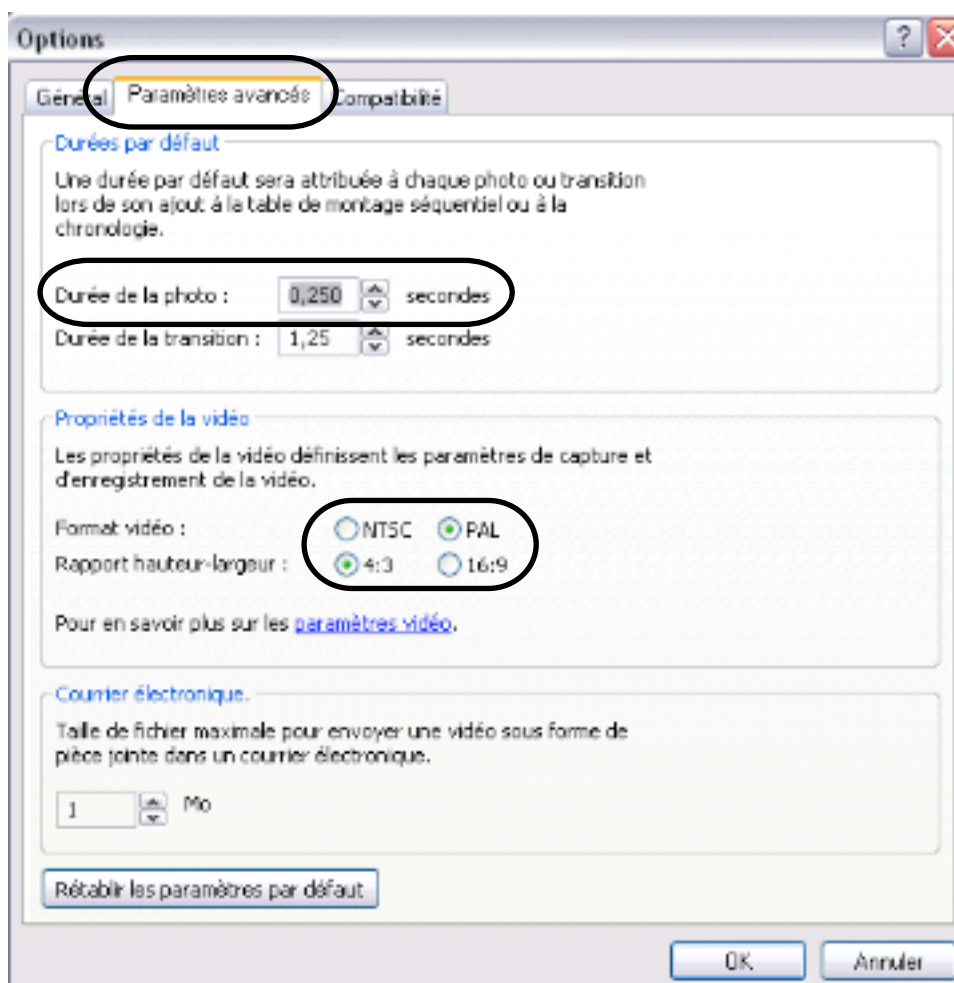 Options
Général Paramètres avancés Compatibilité
Durées par défaut
Une durée par défaut sera attribuée à chaque photo ou transition
lors de son ajout à la table de montage séquentiel ou à la
chronologie.
Durée de la photo : 0,250 secondes
Durée de la transition : 1,25 secondes
Propriétés de la vidéo
Les propriétés de la vidéo définissent les paramètres de capture et
d'enregistrement de la vidéo.
Format vidéo : NTSC PAL
Rapport hauteur-largeur : 4:3 16:9
Pour en savoir plus sur les paramètres vidéo.
Courrier électronique.
Taille de fichier maximale pour envoyer une vidéo sous forme de
pièce jointe dans un courrier électronique.
1 Mo
Rétablir les paramètres par défaut
OK Annuler